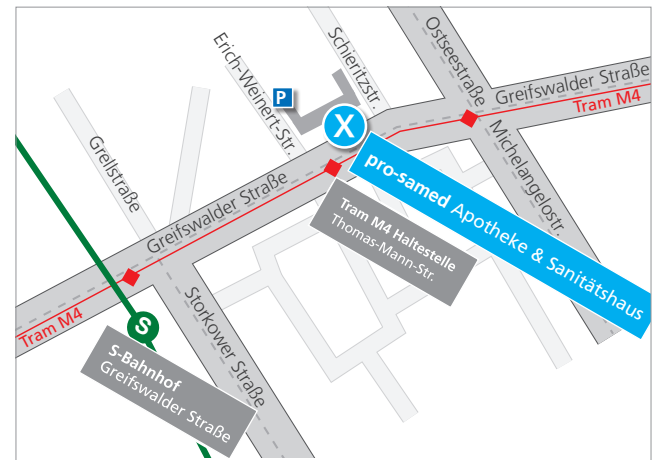 Ostseestraße
Schieritzstr.
Erich-Weinert-Str.
Greifswalder Straße
Tram M4
P
X
Michelangelostr.
Grellstraße
pro-samed Apotheke & Sanitätshaus
Greifswalder Straße
Tram M4 Haltestelle
Thomas-Mann-Str.
Tram M4
S
Storkower Straße
S-Bahnhof
Greifswalder Straße